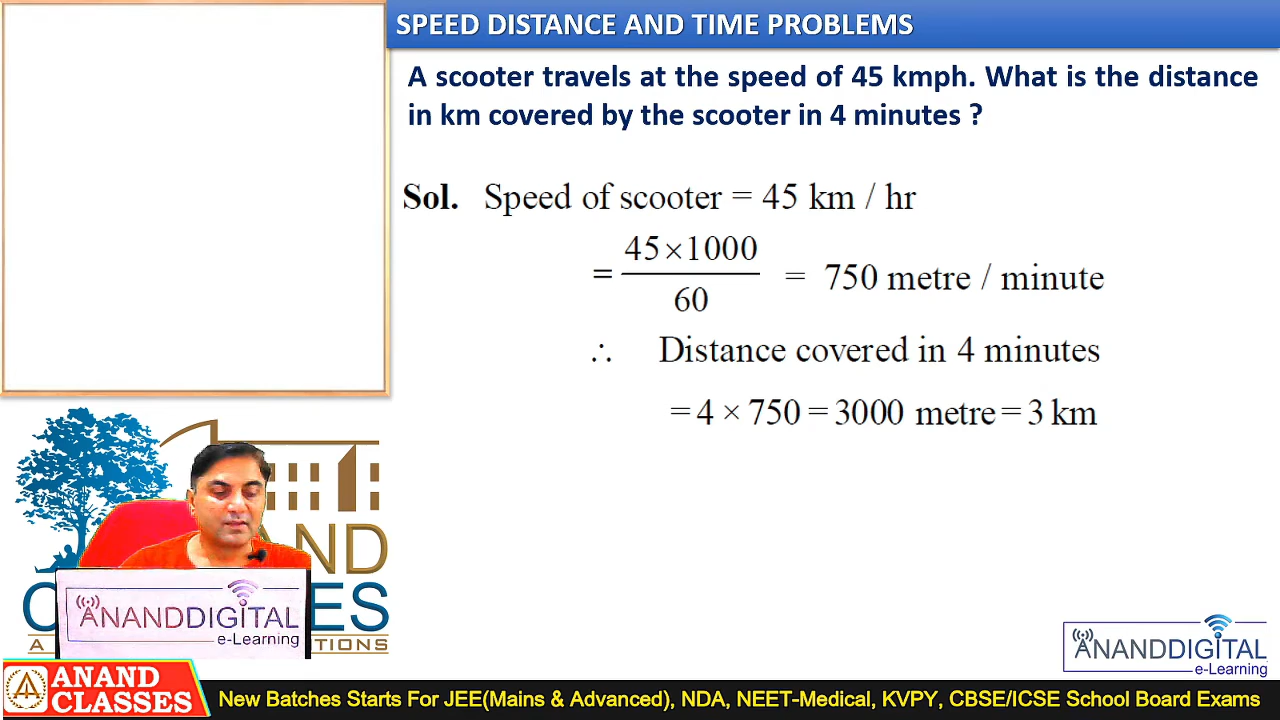 SPEED DISTANCE AND TIME PROBLEMS
A scooter travels at the speed of 45 kmph. What is the distance
in km covered by the scooter in 4 minutes ?
Sol. Speed of scooter = 45 km / hr
= 45×1000 / 60 = 750 metre / minute
∴ Distance covered in 4 minutes
= 4 × 750 = 3000 metre = 3 km
AND
C ES
A TIONS
ANANDDIGITAL
e-Learning
ANANDDIGITAL
e-Learning
ANAND
CLASSES
New Batches Starts For JEE(Mains & Advanced), NDA, NEET-Medical, KVPY, CBSE/ICSE School Board Exams